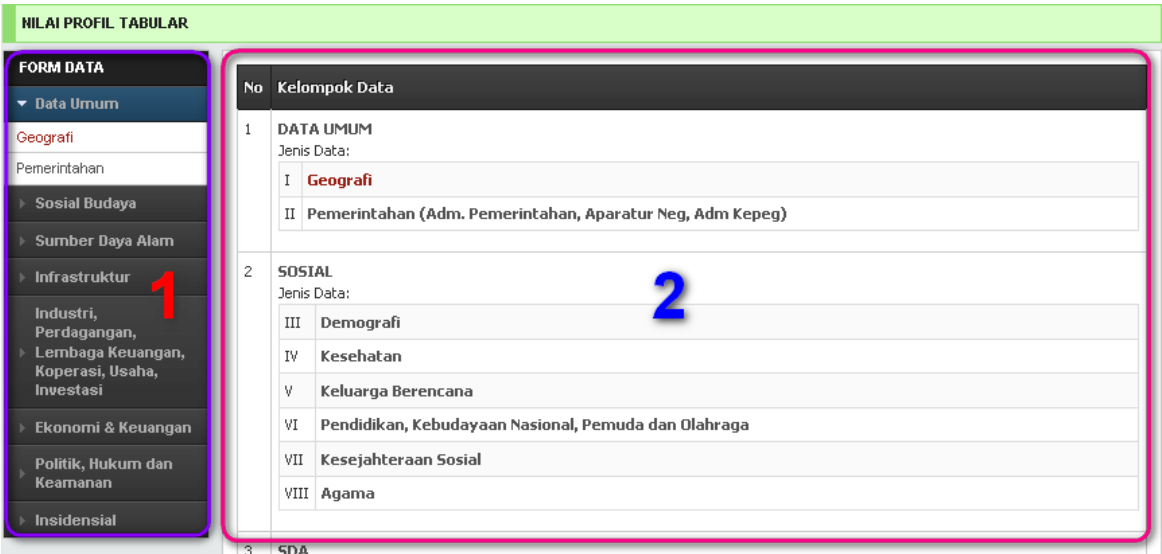 NILAI PROFIL TABULAR
FORM DATA
Data Umum
Geografi
Pemerintahan
Sosial Budaya
Sumber Daya Alam
Infrastruktur
Industri,
Perdagangan,
Lembaga Keuangan,
Koperasi, Usaha,
Investasi
Ekonomi & Keuangan
Politik, Hukum dan
Keamanan
Insidensial
1
No Kelompok Data
1 DATA UMUM
Jenis Data:
I Geografi
II Pemerintahan (Adm. Pemerintahan, Aparatur Neg, Adm Kepeg)
2 SOSIAL
Jenis Data:
III Demografi
IV Kesehatan
V Keluarga Berencana
VI Pendidikan, Kebudayaan Nasional, Pemuda dan Olahraga
VII Kesejahteraan Sosial
VIII Agama
2
3 SDA